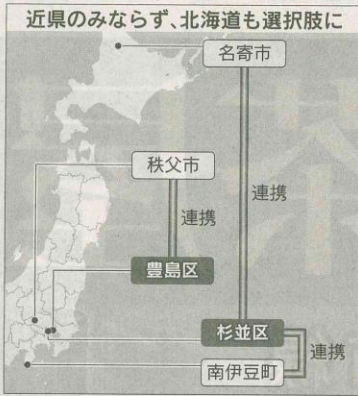 近県のみならず、北海道も選択肢に
名寄市
秩父市
連携
連携
豊島区
杉並区
連携
南伊豆町